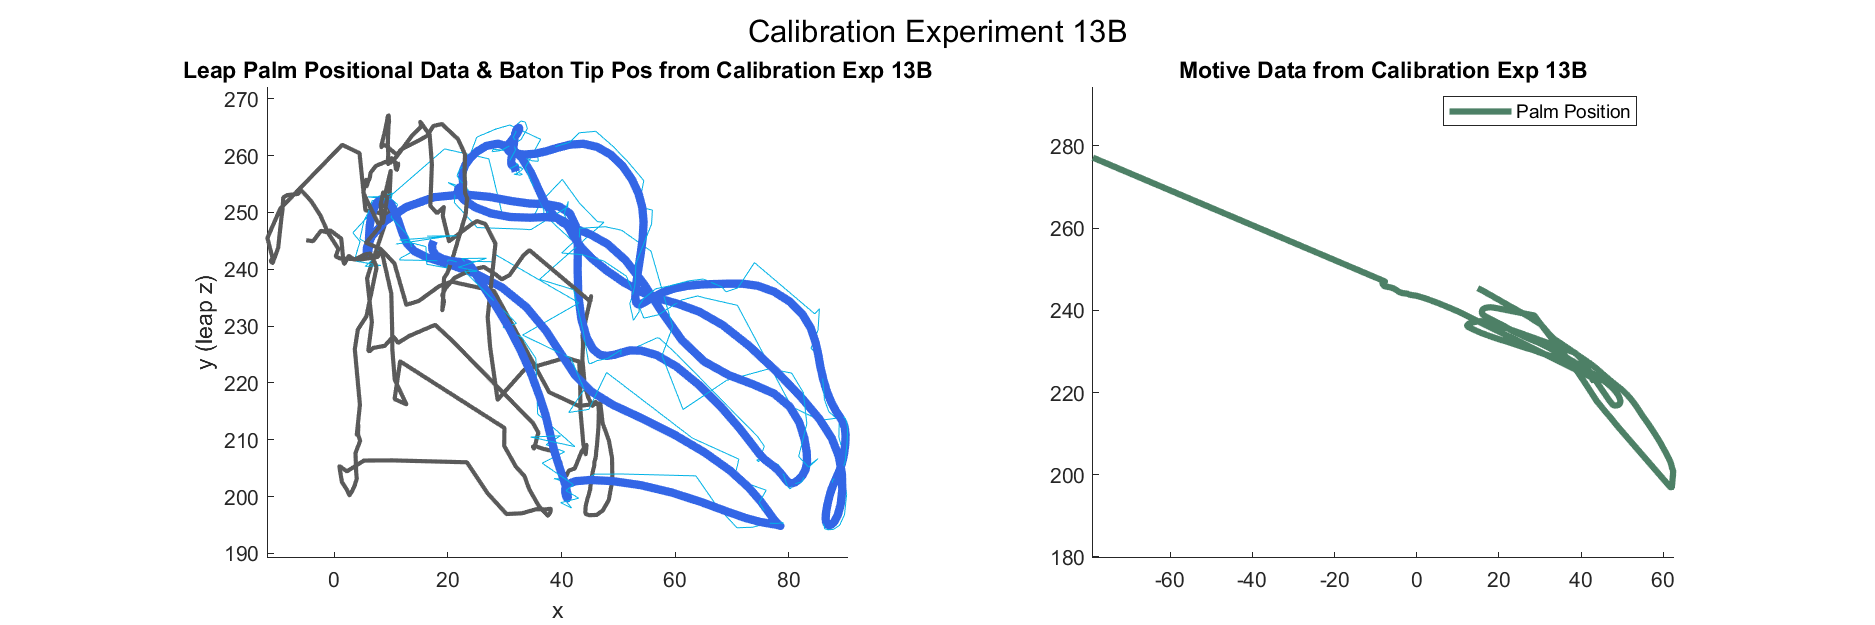 Calibration Experiment 13B
Leap Palm Positional Data & Baton Tip Pos from Calibration Exp 13B
270
260
250
240
230
220
210
200
190
y (leap z)
0 20 40 60 80
x
Motive Data from Calibration Exp 13B
Palm Position
280
260
240
220
200
180
-60 -40 -20 0 20 40 60